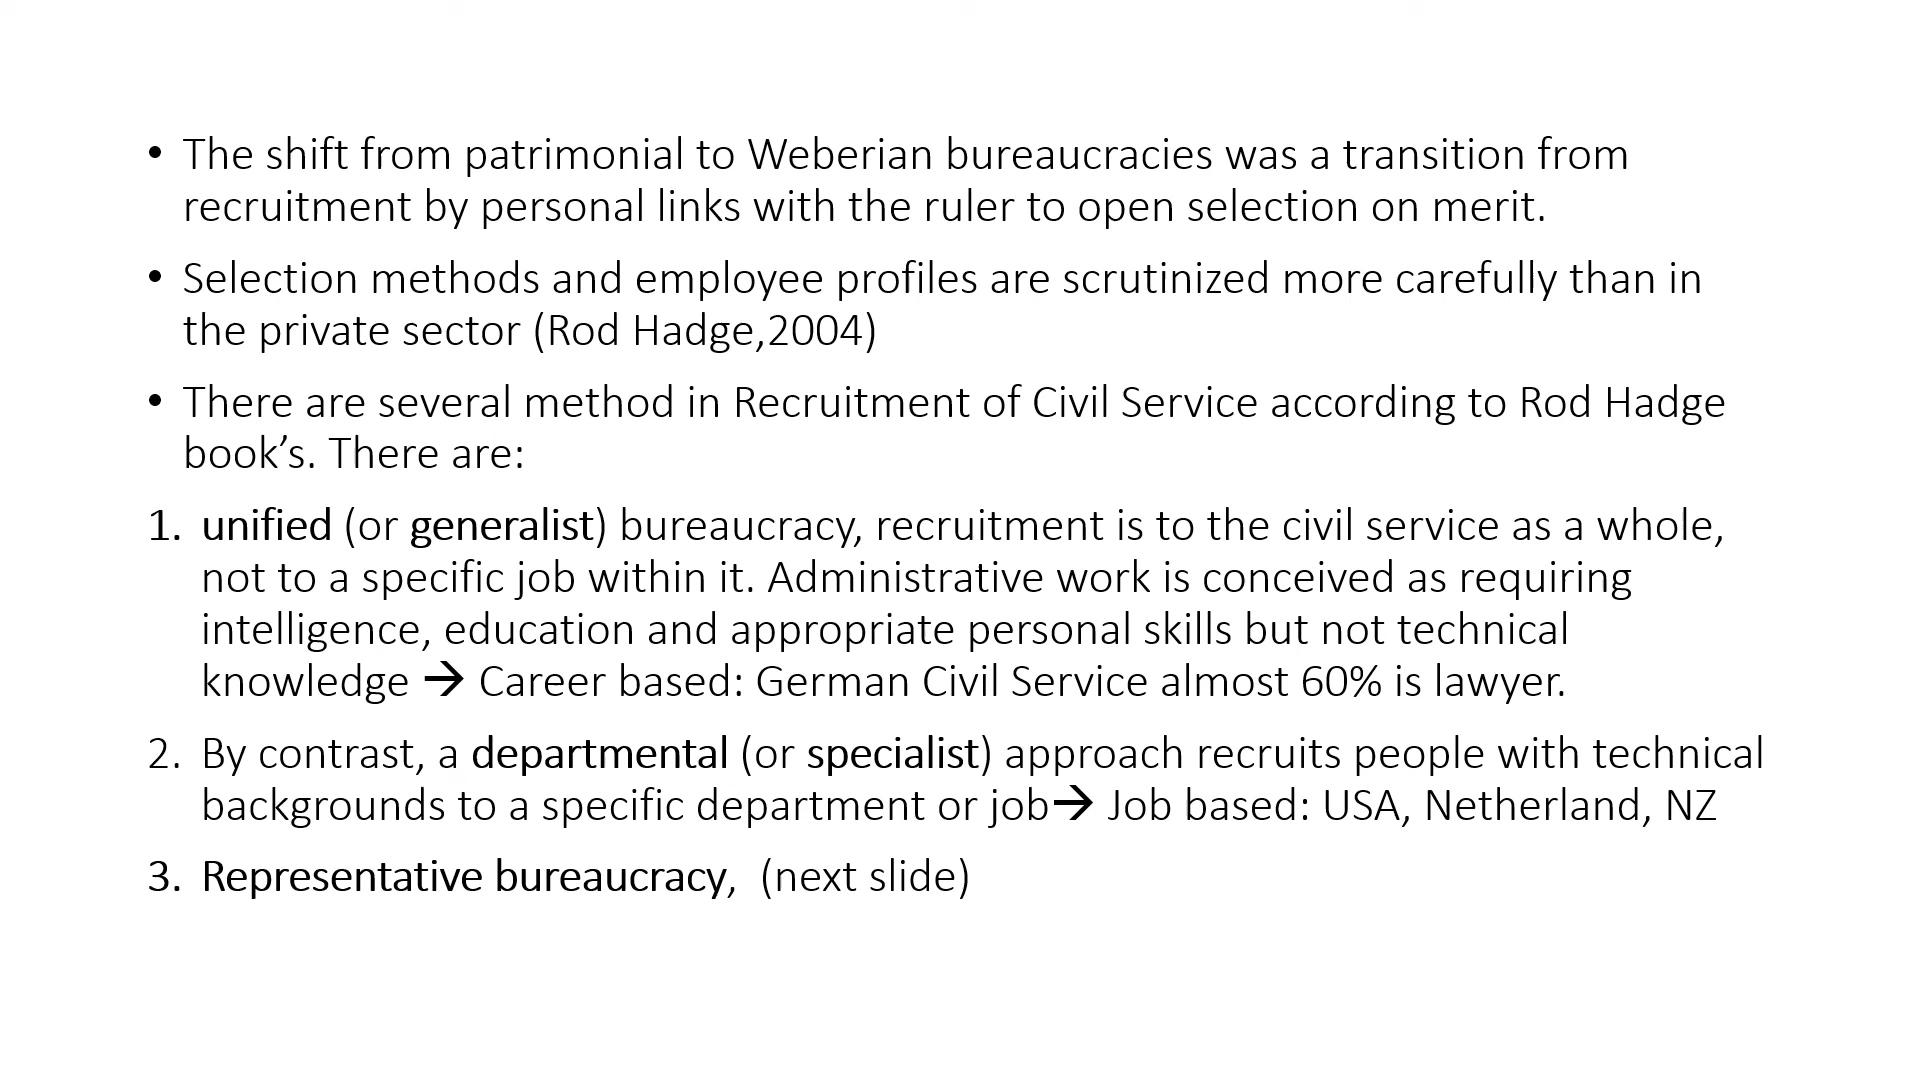 • The shift from patrimonial to Weberian bureaucracies was a transition from
recruitment by personal links with the ruler to open selection on merit.
• Selection methods and employee profiles are scrutinized more carefully than in
the private sector (Rod Hadge,2004)
• There are several method in Recruitment of Civil Service according to Rod Hadge
book’s. There are:
1. unified (or generalist) bureaucracy, recruitment is to the civil service as a whole,
not to a specific job within it. Administrative work is conceived as requiring
intelligence, education and appropriate personal skills but not technical
knowledge → Career based: German Civil Service almost 60% is lawyer.
2. By contrast, a departmental (or specialist) approach recruits people with technical
backgrounds to a specific department or job→ Job based: USA, Netherland, NZ
3. Representative bureaucracy,  (next slide)